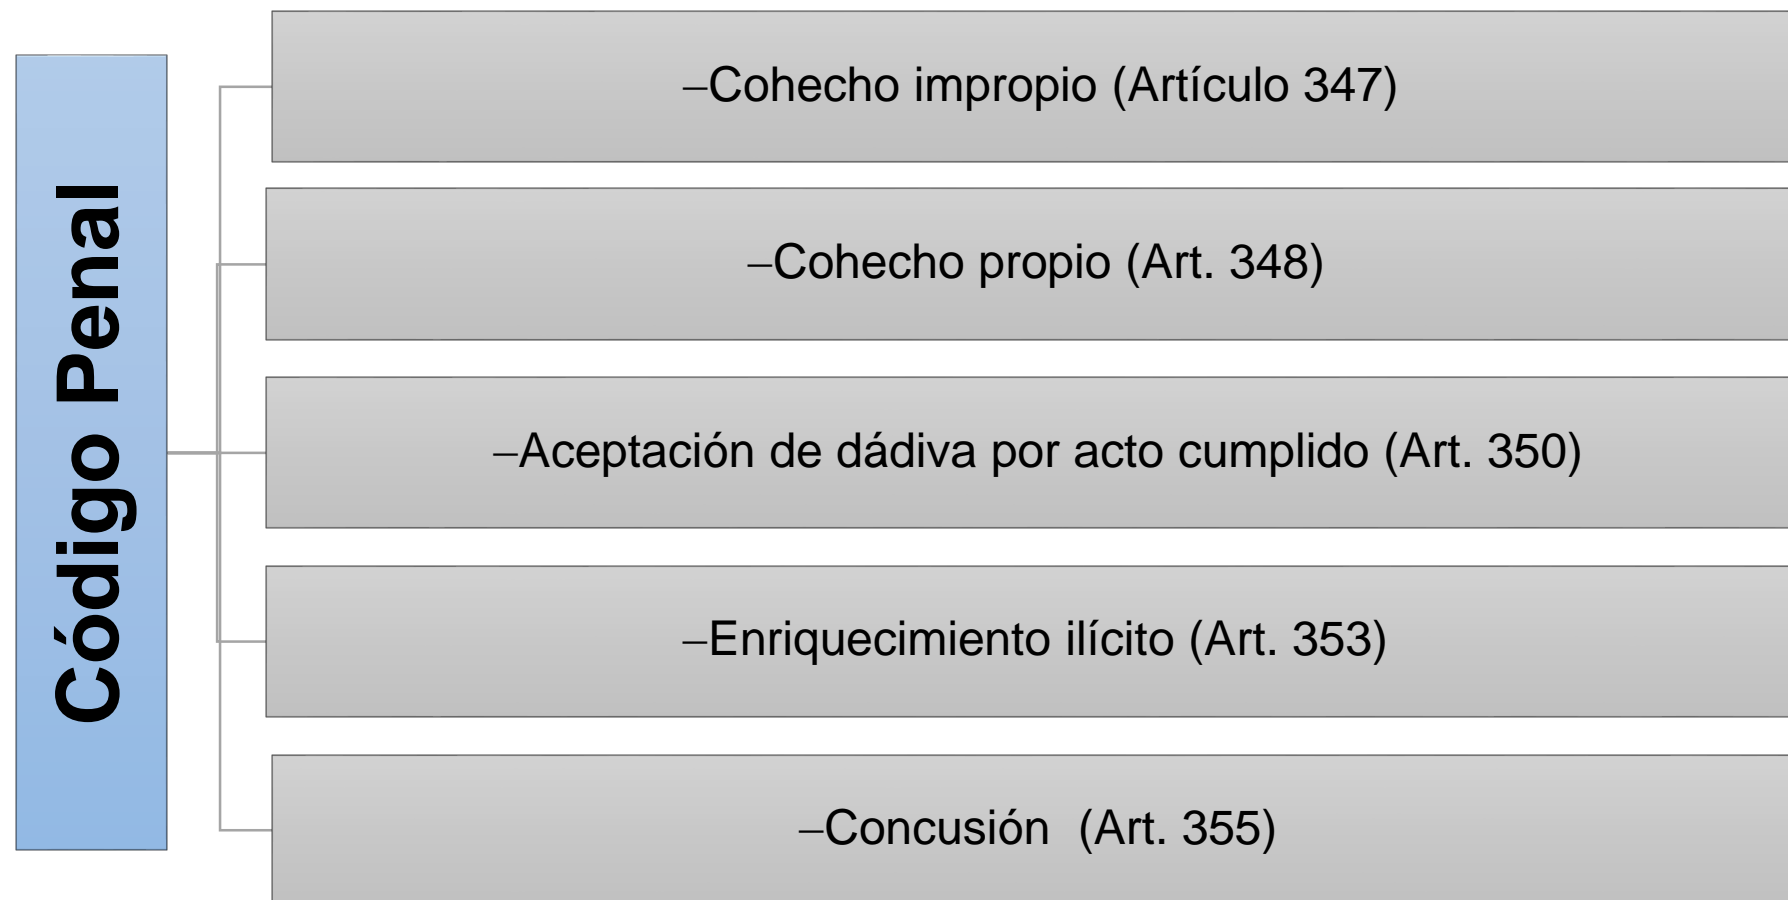 Código Penal
–Cohecho impropio (Artículo 347)
–Cohecho propio (Art. 348)
–Aceptación de dádiva por acto cumplido (Art. 350)
–Enriquecimiento ilícito (Art. 353)
–Concusión  (Art. 355)